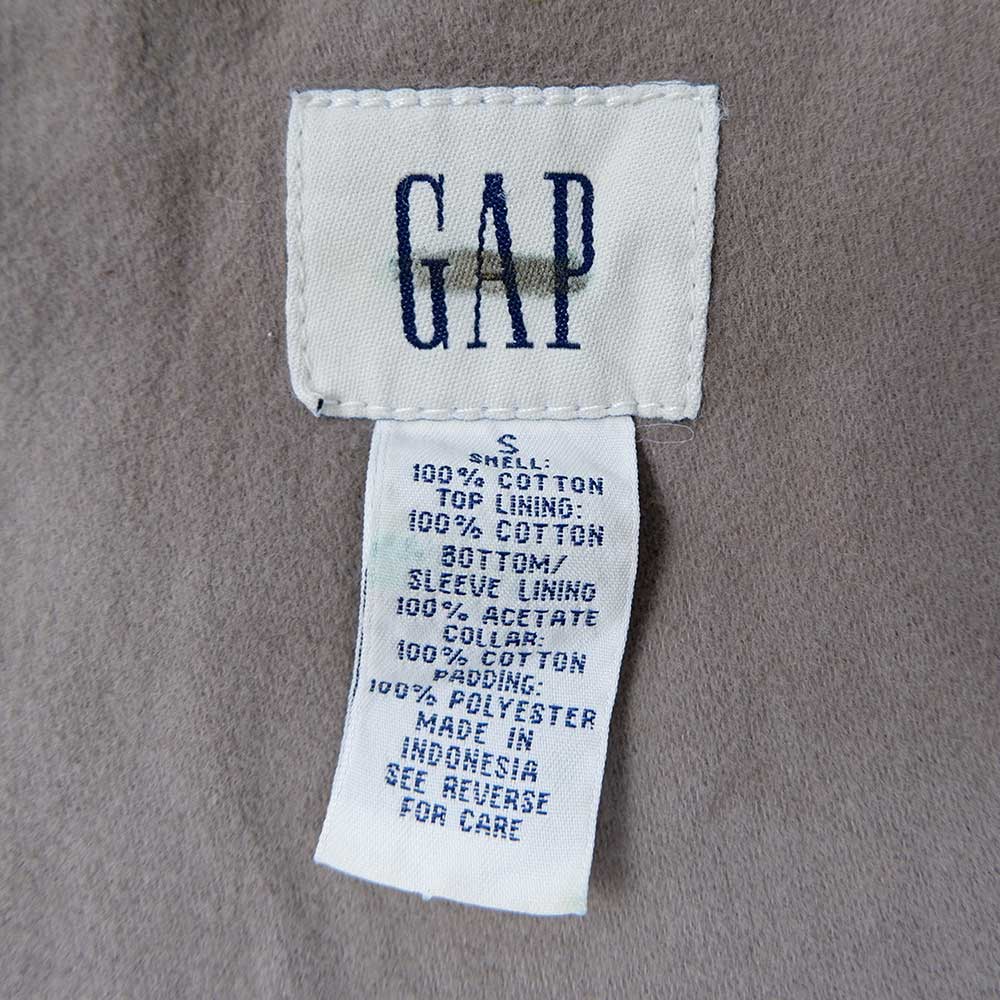 GAP
S
SHELL:
100% COTTON
TOP LINING:
100% COTTON
BOTTOM/
SLEEVE LINING
100% ACETATE
COLLAR:
100% COTTON
PADDING:
100% POLYESTER
MADE IN
INDONESIA
SEE REVERSE
FOR CARE